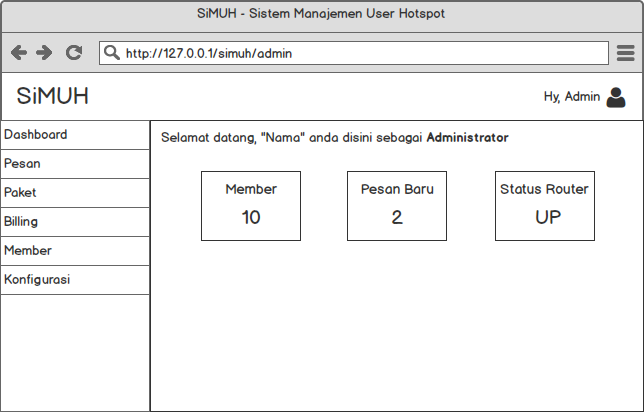 SiMUH - Sistem Manajemen User Hotspot
http://127.0.0.1/simuh/admin
SiMUH
Hy, Admin
Dashboard
Pesan
Paket
Billing
Member
Konfigurasi
Selamat datang, "Nama" anda disini sebagai Administrator
Member
10
Pesan Baru
2
Status Router
UP